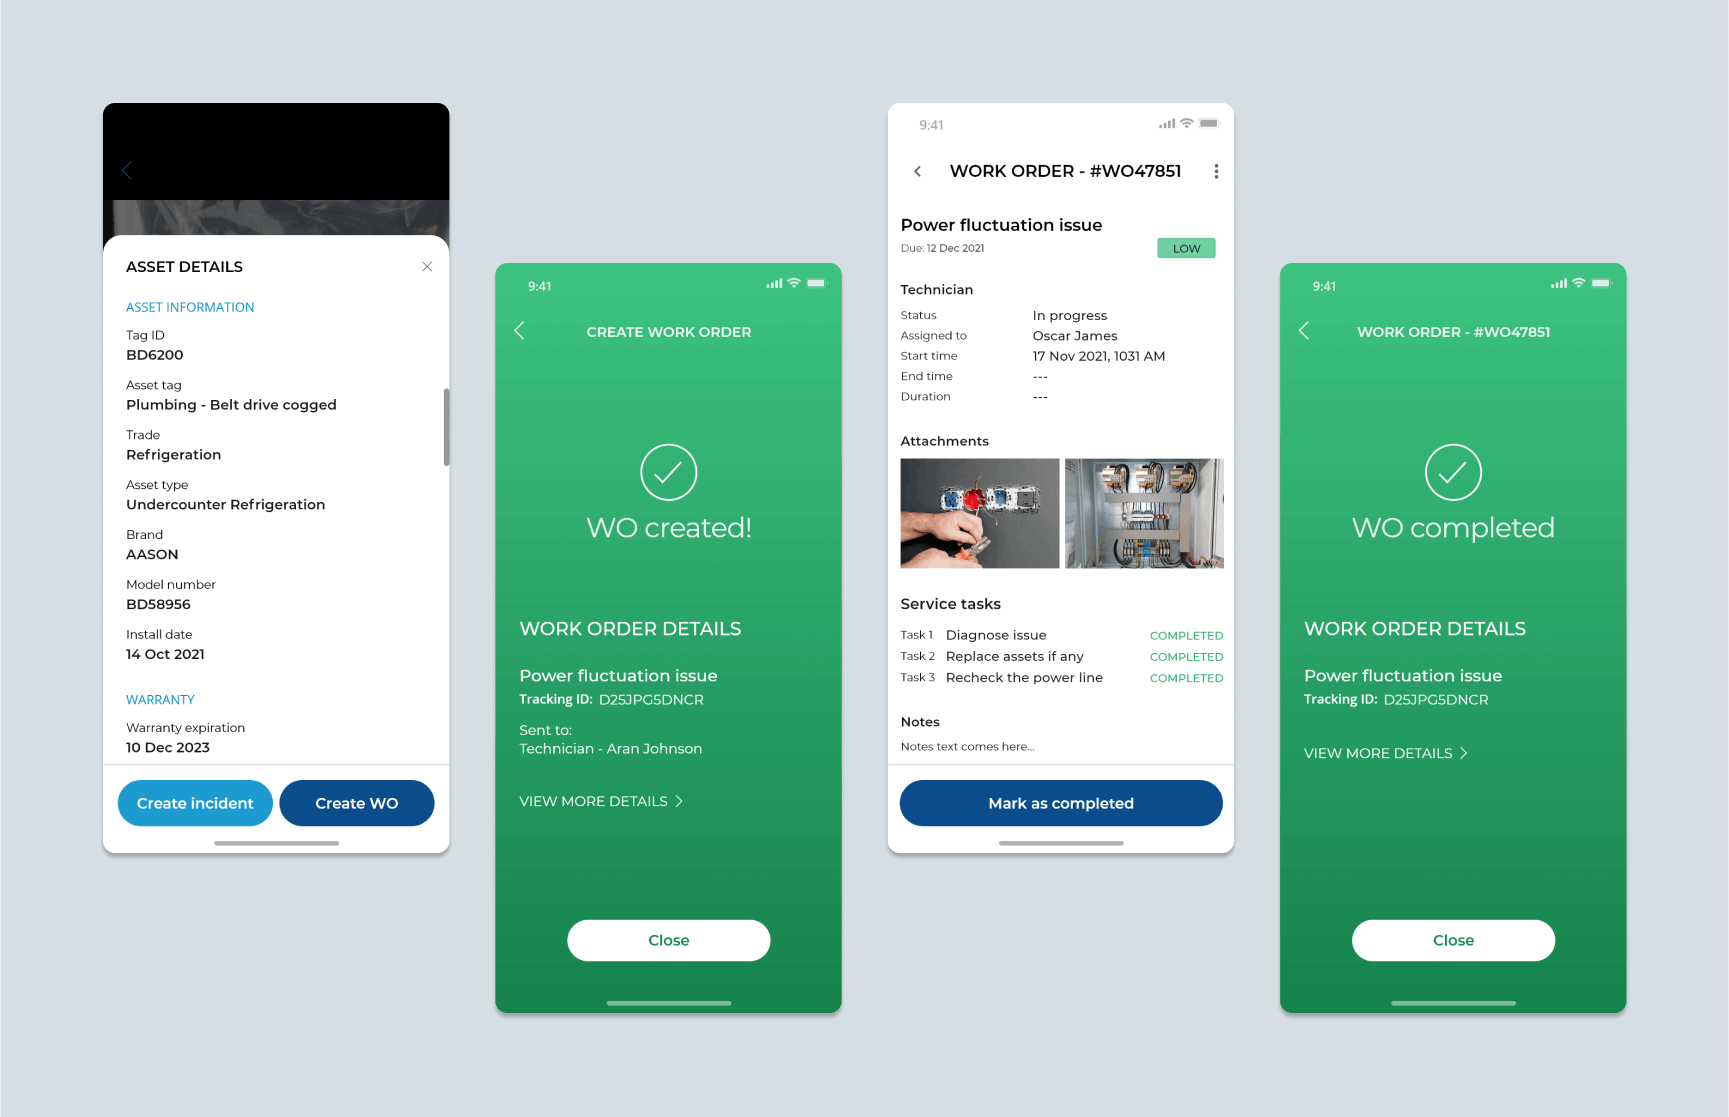 ASSET DETAILS
ASSET INFORMATION
Tag ID
BD6200
Asset tag
Plumbing - Belt drive cogged
Trade
Refrigeration
Asset type
Undercounter Refrigeration
Brand
AASON
Model number
BD58956
Install date
14 Oct 2021
WARRANTY
Warranty expiration
10 Dec 2023
Create incident
Create WO
9:41
CREATE WORK ORDER
WO created!
WORK ORDER DETAILS
Power fluctuation issue
Tracking ID: D25JPG5DNCR
Sent to:
Technician - Aran Johnson
VIEW MORE DETAILS
Close
9:41
WORK ORDER - #WO47851
Power fluctuation issue
Due: 12 Dec 2021
LOW
Technician
Status In progress
Assigned to Oscar James
Start time 17 Nov 2021, 1031 AM
End time ---
Duration ---
Attachments
Service tasks
Task 1 Diagnose issue COMPLETED
Task 2 Replace assets if any COMPLETED
Task 3 Recheck the power line COMPLETED
Notes
Notes text comes here...
Mark as completed
9:41
WORK ORDER - #WO47851
WO completed
WORK ORDER DETAILS
Power fluctuation issue
Tracking ID: D25JPG5DNCR
VIEW MORE DETAILS
Close